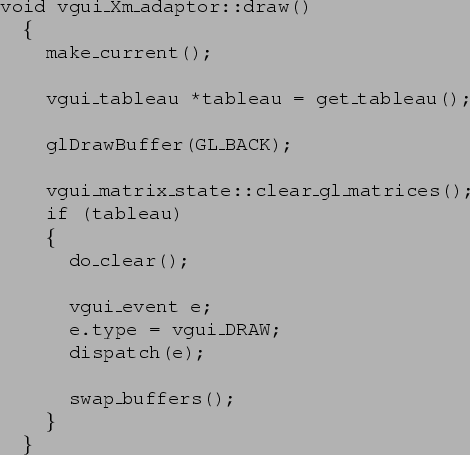 void vgui_Xm_adaptor::draw()
{
make_current();
vgui_tableau *tableau = get_tableau();
glDrawBuffer(GL_BACK);
vgui_matrix_state::clear_gl_matrices();
if (tableau)
{
do_clear();
vgui_event e;
e.type = vgui_DRAW;
dispatch(e);
swap_buffers();
}
}